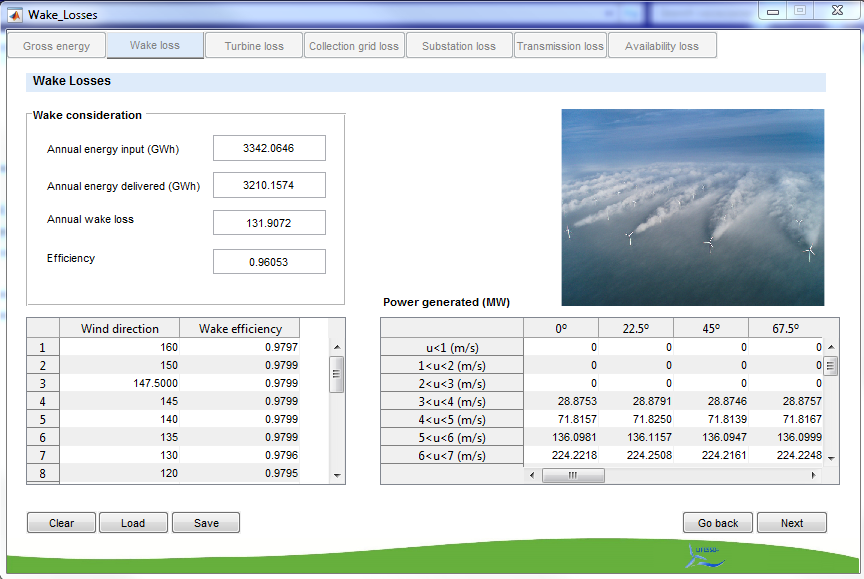 Wake_Losses
Gross energy Wake loss Turbine loss Collection grid loss Substation loss Transmission loss Availability loss
Wake Losses
Wake consideration
Annual energy input (GWh) 3342.0646
Annual energy delivered (GWh) 3210.1574
Annual wake loss 131.9072
Efficiency 0.96053
Wind direction Wake efficiency
1 160 0.9797
2 150 0.9799
3 147.5000 0.9799
4 145 0.9799
5 140 0.9799
6 135 0.9799
7 130 0.9796
8 120 0.9795
Power generated (MW)
0º 22.5º 45º 67.5º
u<1 (m/s) 0 0 0 0
1<u<2 (m/s) 0 0 0 0
2<u<3 (m/s) 0 0 0 0
3<u<4 (m/s) 28.8753 28.8791 28.8746 28.8757
4<u<5 (m/s) 71.8157 71.8250 71.8139 71.8167
5<u<6 (m/s) 136.0981 136.1157 136.0947 136.0999
6<u<7 (m/s) 224.2218 224.2508 224.2161 224.2248
Clear Load Save Go back Next